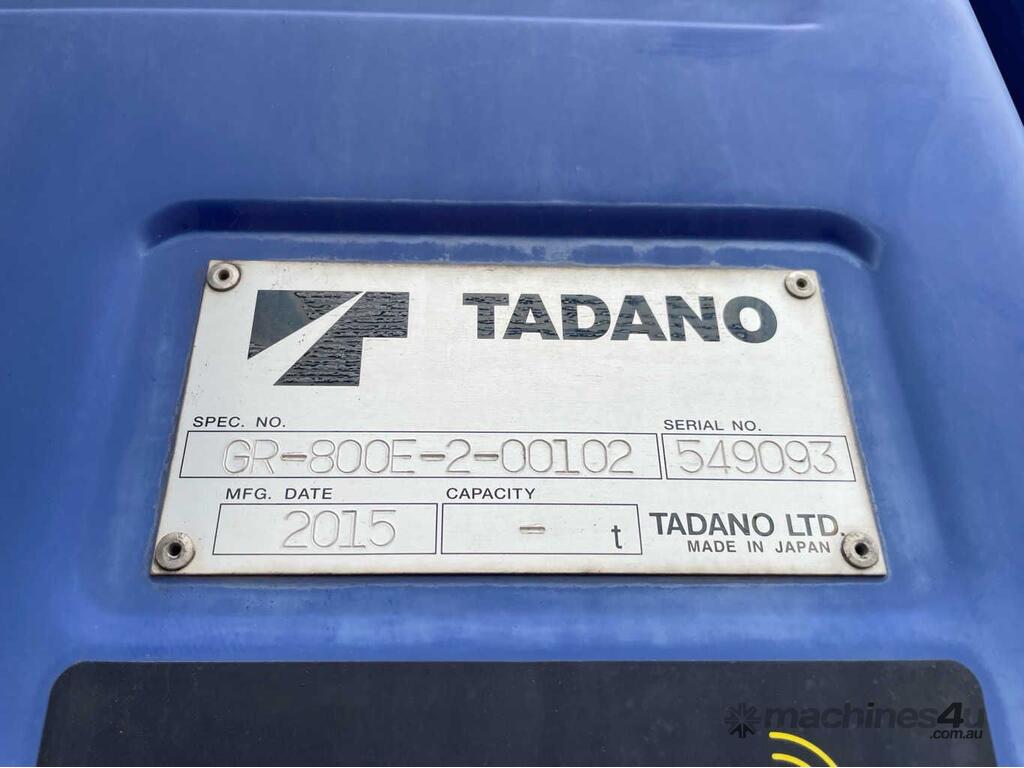 TADANO
SPEC. NO.
SERIAL NO.
GR-800E-2-00102
549093
MFG. DATE
CAPACITY
2015
- t
TADANO LTD.
MADE IN JAPAN
machines4u
.com.au